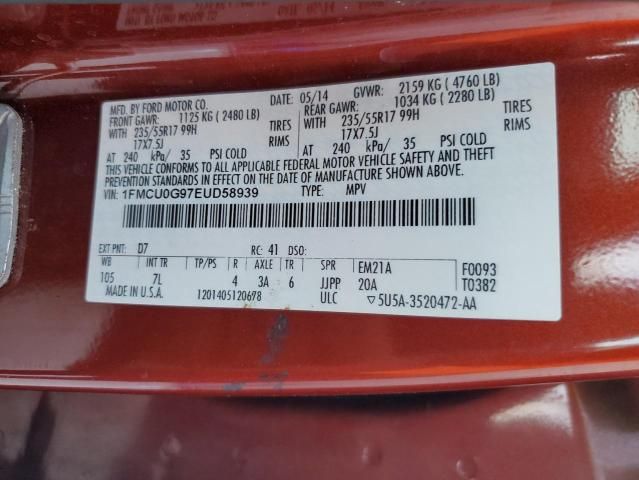 MFD. BY FORD MOTOR CO. 05/14 GVWR: 2159 KG ( 4760 LB)
FRONT GAWR: 1125 KG ( 2480 LB) REAR GAWR: 1034 KG ( 2280 LB)
WITH 235/55R17 99H TIRES WITH 235/55R17 99H TIRES
17X7.5J RIMS 17X7.5J RIMS
AT 240 kPa/ 35 PSI COLD AT 240 kPa/ 35 PSI COLD
THIS VEHICLE CONFORMS TO ALL APPLICABLE FEDERAL MOTOR VEHICLE SAFETY AND THEFT
PREVENTION STANDARDS IN EFFECT ON THE DATE OF MANUFACTURE SHOWN ABOVE.
VIN: 1FMCU0G97EUD58939 TYPE: MPV
EXT PNT: D7 RC: 41 DSO:
WB INT TR TP/PS R AXLE TR SPR EM21A F0093
105 7L 4 3A 6 JJPP 20A T0382
MADE IN U.S.A. 1201405120678 ULC ▽5U5A-3520472-AA